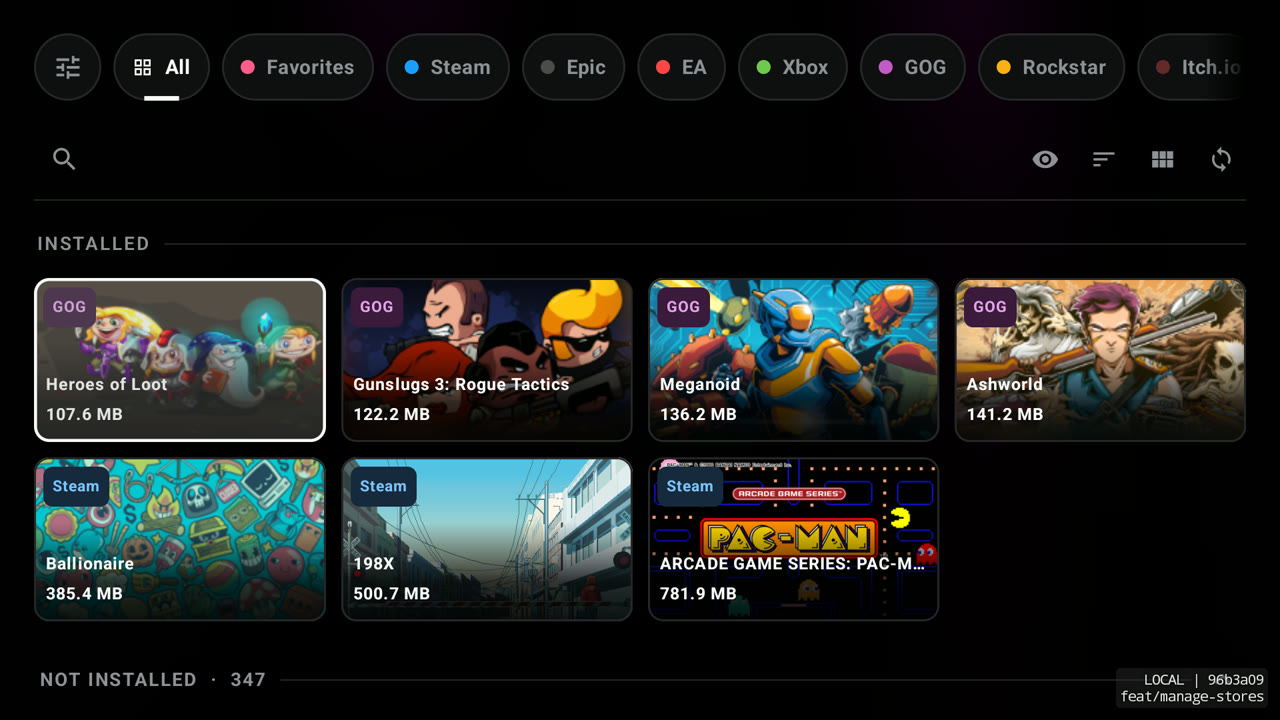 All
Favorites
Steam
Epic
EA
Xbox
GOG
Rockstar
Itch.io
INSTALLED
GOG
Heroes of Loot
107.6 MB
GOG
Gunslugs 3: Rogue Tactics
122.2 MB
GOG
Meganoid
136.2 MB
GOG
Ashworld
141.2 MB
Steam
Ballionaire
385.4 MB
Steam
198X
500.7 MB
Steam
ARCADE GAME SERIES™
PAC-MAN
ARCADE GAME SERIES: PAC-M…
781.9 MB
NOT INSTALLED · 347
LOCAL | 96b3a09
feat/manage-stores